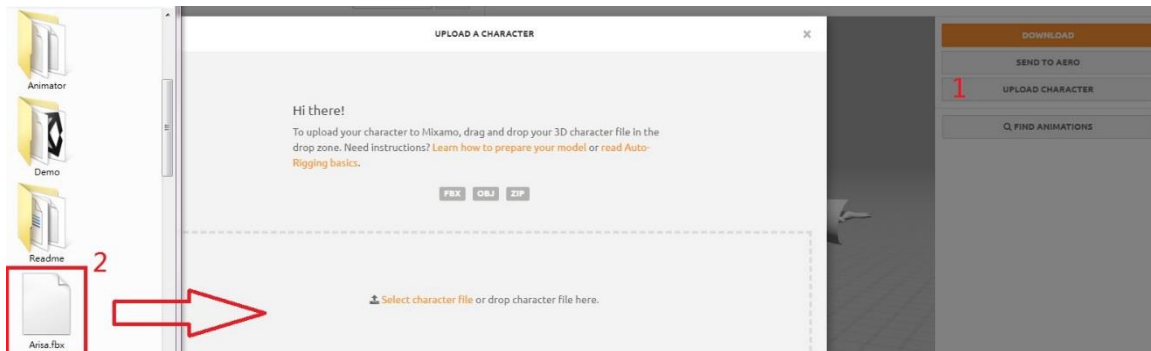 Animator
Demo
Readme
2
Arisa.fbx
UPLOAD A CHARACTER
×
Hi there!
To upload your character to Mixamo, drag and drop your 3D character file in the
drop zone. Need instructions? Learn how to prepare your model or read Auto-
Rigging basics.
FBX OBJ ZIP
Select character file or drop character file here.
DOWNLOAD
SEND TO AERO
1 UPLOAD CHARACTER
FIND ANIMATIONS